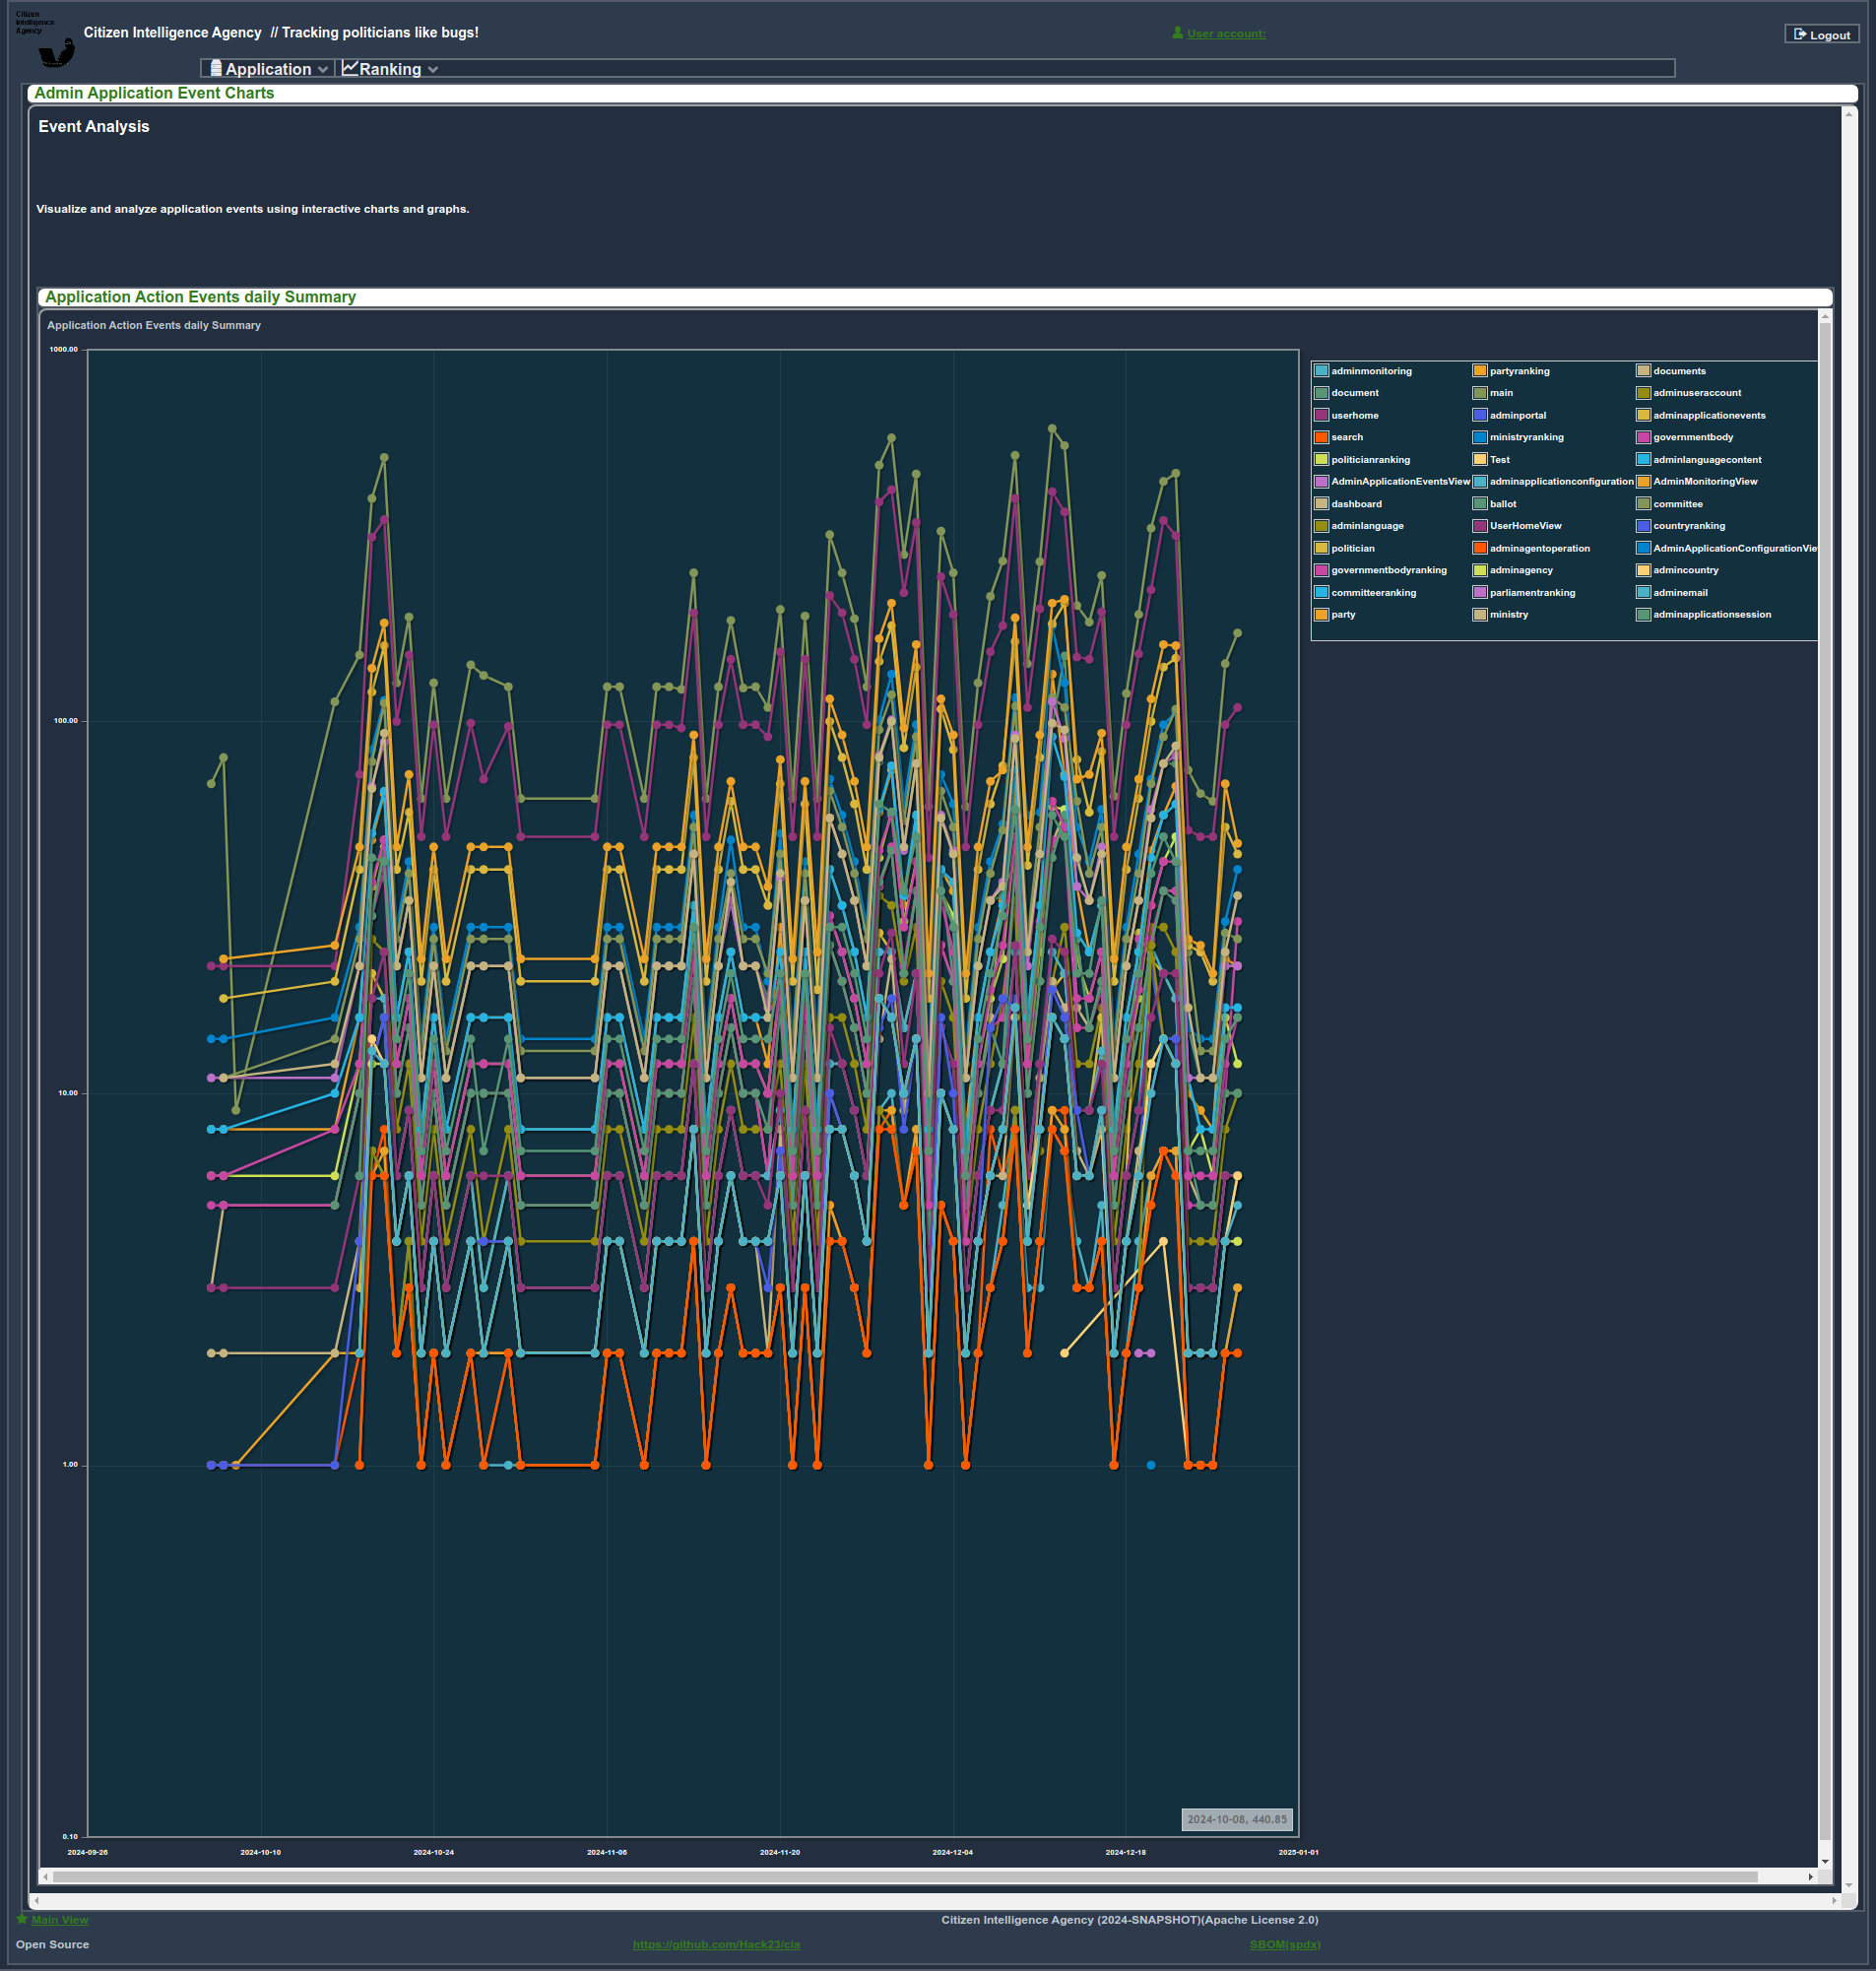 Citizen
Intelligence
Agency
Citizen Intelligence Agency // Tracking politicians like bugs!
User account:
Logout
Application
Ranking
Admin Application Event Charts
Event Analysis
Visualize and analyze application events using interactive charts and graphs.
Application Action Events daily Summary
Application Action Events daily Summary
1000.00
100.00
10.00
1.00
0.10
adminmonitoring partyranking documents
document main adminuseraccount
userhome adminportal adminapplicationevents
search ministryranking governmentbody
politicianranking Test adminlanguagecontent
AdminApplicationEventsView adminapplicationconfiguration AdminMonitoringView
dashboard ballot committee
adminlanguage UserHomeView countryranking
politician adminagentoperation AdminApplicationConfigurationVie
governmentbodyranking adminagency admincountry
committeeranking parliamentranking adminemail
party ministry adminapplicationsession
2024-10-08, 440.85
2024-09-26 2024-10-10 2024-10-24 2024-11-06 2024-11-20 2024-12-04 2024-12-18 2025-01-01
Main View
Citizen Intelligence Agency (2024-SNAPSHOT)(Apache License 2.0)
Open Source
https://github.com/Hack23/cia
SBOM(spdx)